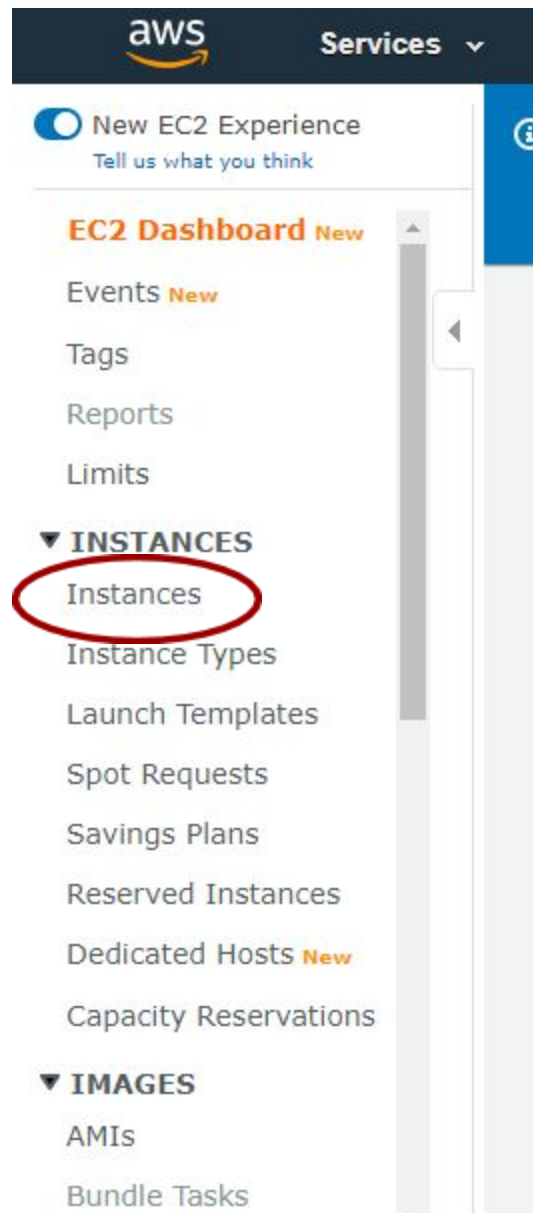 aws Services
New EC2 Experience
Tell us what you think
EC2 Dashboard New
Events New
Tags
Reports
Limits
INSTANCES
Instances
Instance Types
Launch Templates
Spot Requests
Savings Plans
Reserved Instances
Dedicated Hosts New
Capacity Reservations
IMAGES
AMIs
Bundle Tasks